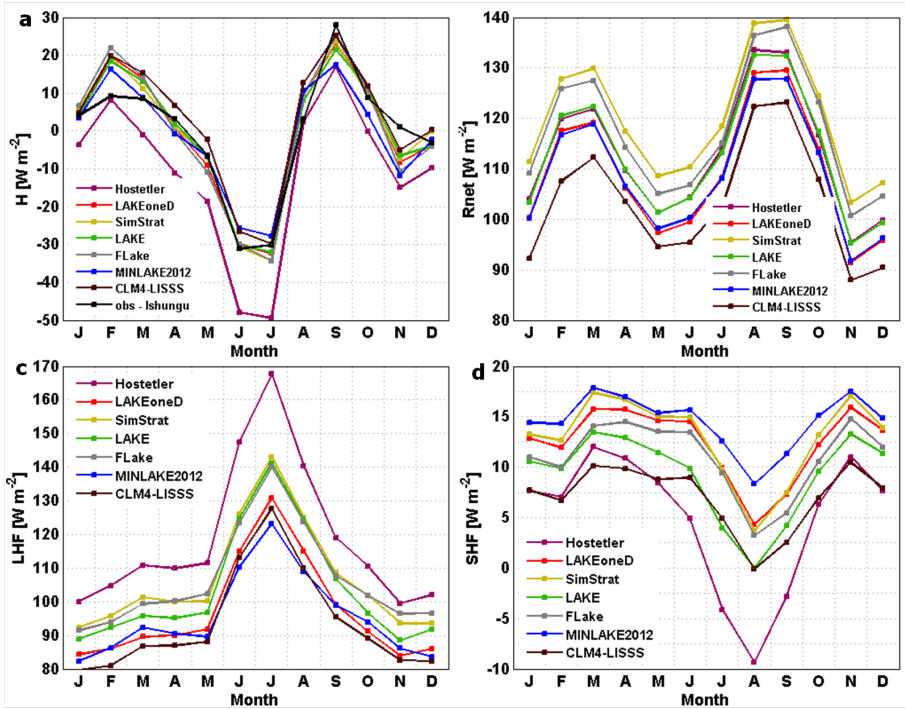 a
30
20
10
0
-10
-20
-30
-40
-50
H [W m⁻²]
Hostetler
LAKEoneD
SimStrat
LAKE
FLake
MINLAKE2012
CLM4-LISSS
obs - Ishungu
J F M A M J J A S O N D
Month
140
130
120
110
100
90
80
Rnet [W m⁻²]
Hostetler
LAKEoneD
SimStrat
LAKE
FLake
MINLAKE2012
CLM4-LISSS
J F M A M J J A S O N D
Month
c
170
160
150
140
130
120
110
100
90
80
LHF [W m⁻²]
Hostetler
LAKEoneD
SimStrat
LAKE
FLake
MINLAKE2012
CLM4-LISSS
J F M A M J J A S O N D
Month
d
20
15
10
5
0
-5
-10
SHF [W m⁻²]
Hostetler
LAKEoneD
SimStrat
LAKE
FLake
MINLAKE2012
CLM4-LISSS
J F M A M J J A S O N D
Month